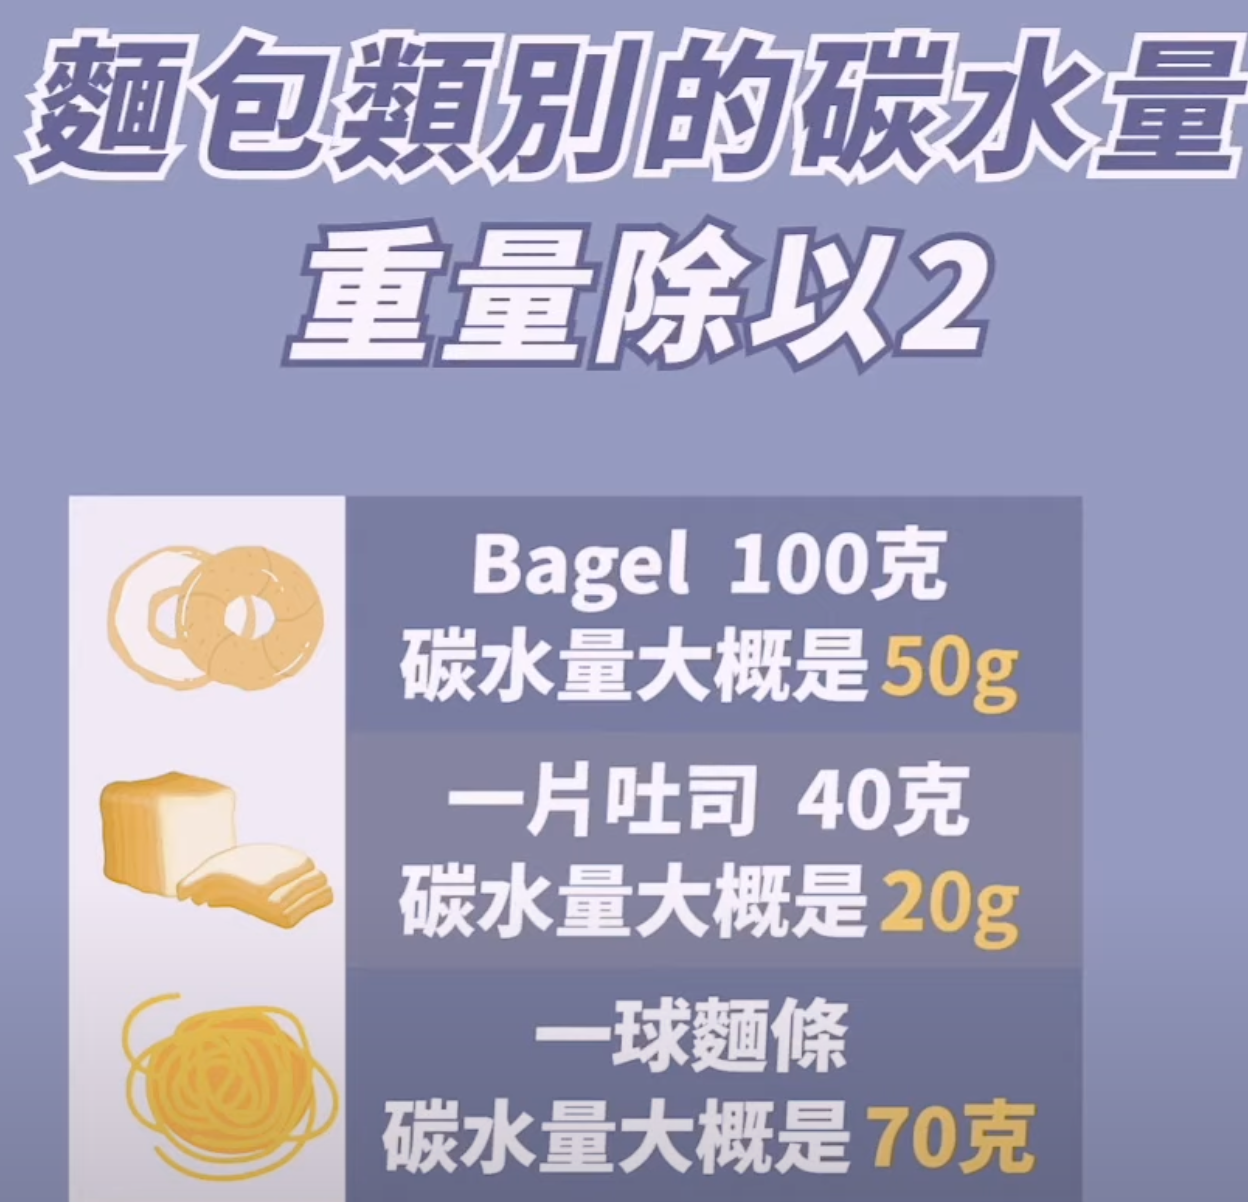 麵包類別的碳水量
重量除以2
Bagel 100克
碳水量大概是50g
一片吐司 40克
碳水量大概是20g
一球麵條
碳水量大概是70克